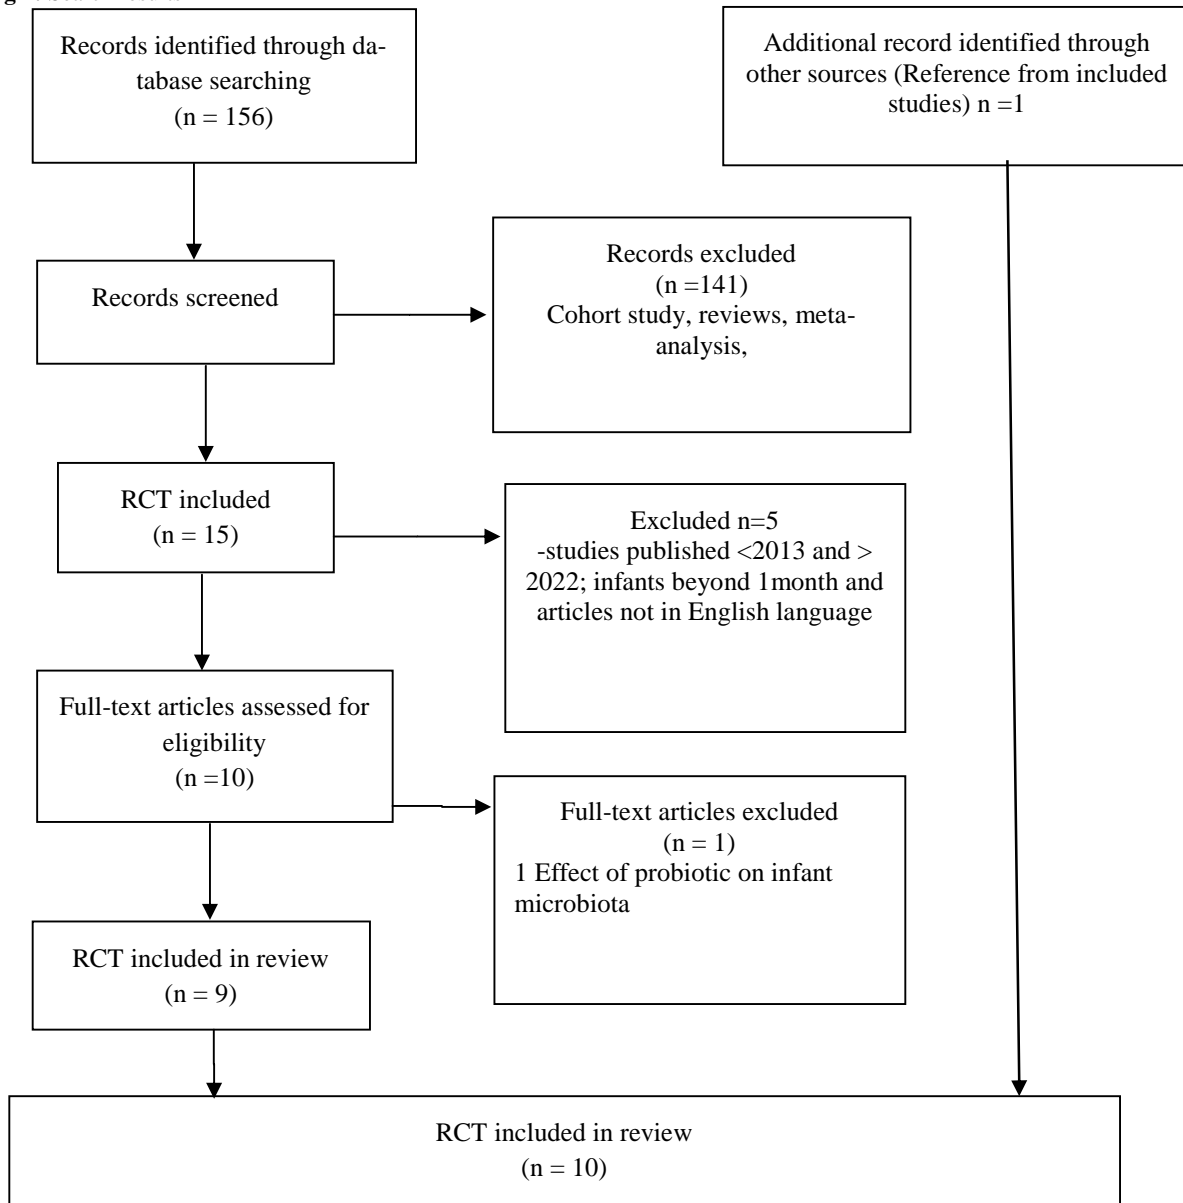 Records identified through da-
tabase searching
(n = 156)
Additional record identified through
other sources (Reference from included
studies) n =1
Records excluded
(n =141)
Cohort study, reviews, meta-
analysis,
Records screened
RCT included
(n = 15)
Excluded n=5
-studies published <2013 and >
2022; infants beyond 1month and
articles not in English language
Full-text articles assessed for
eligibility
(n =10)
Full-text articles excluded
(n = 1)
1 Effect of probiotic on infant
microbiota
RCT included in review
(n = 9)
RCT included in review
(n = 10)